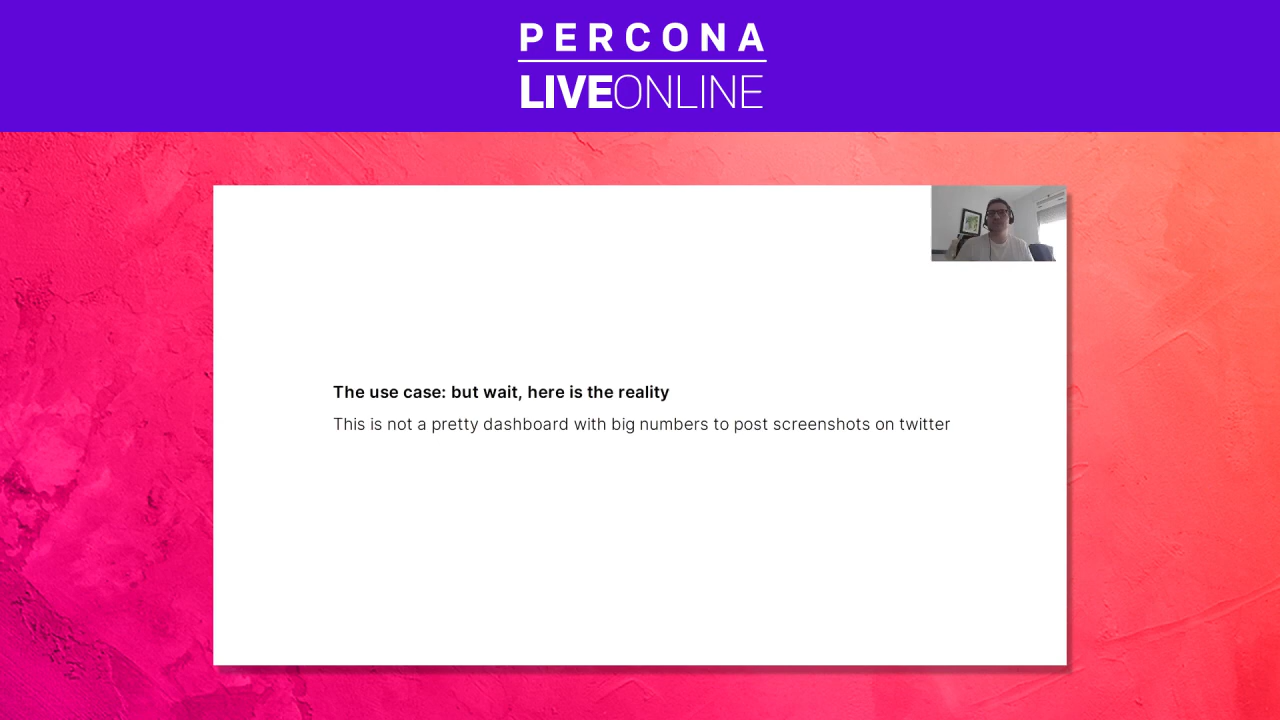 PERCONA
LIVEONLINE
The use case: but wait, here is the reality
This is not a pretty dashboard with big numbers to post screenshots on twitter